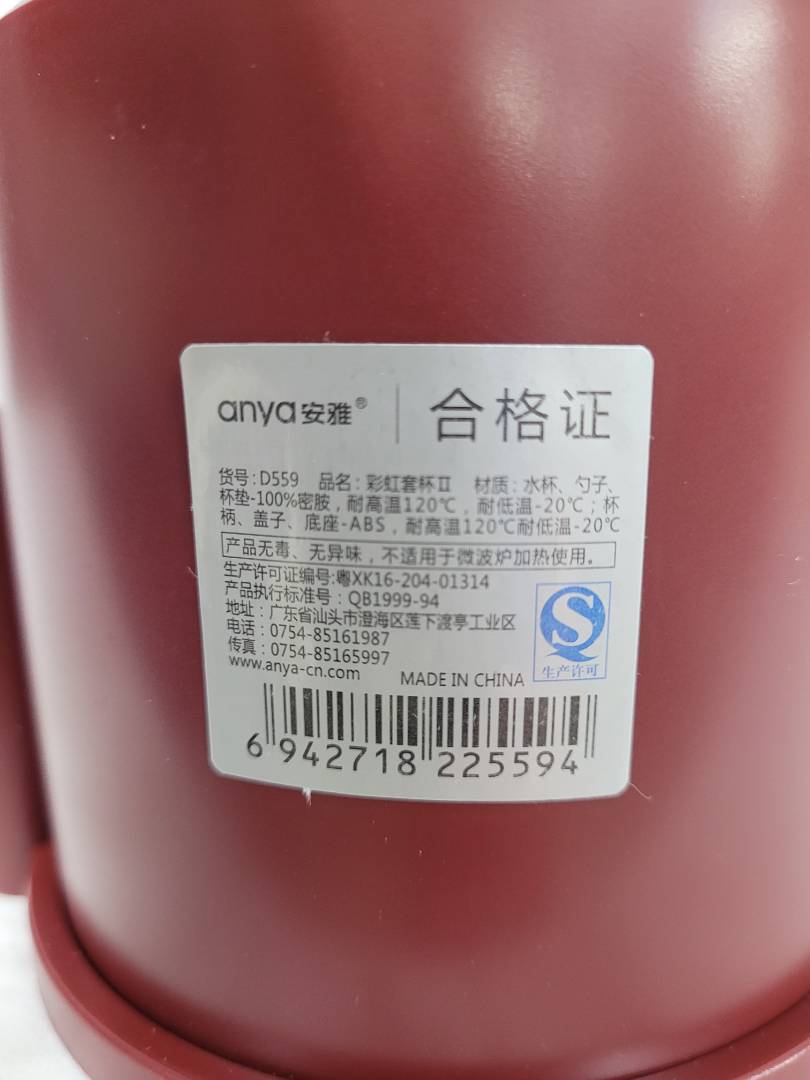 anya安雅® 合格证
货号:D559 品名:彩虹套杯Ⅱ 材质:水杯、勺子、
杯垫-100%密胺,耐高温120℃,耐低温-20℃;杯
柄、盖子、底座-ABS,耐高温120℃耐低温-20℃
产品无毒、无异味,不适用于微波炉加热使用。
生产许可证编号:粤XK16-204-01314
产品执行标准号:QB1999-94
地址:广东省汕头市澄海区莲下渡亭工业区
电话:0754-85161987
传真:0754-85165997
www.anya-cn.com
MADE IN CHINA
生产许可
6 942718 225594